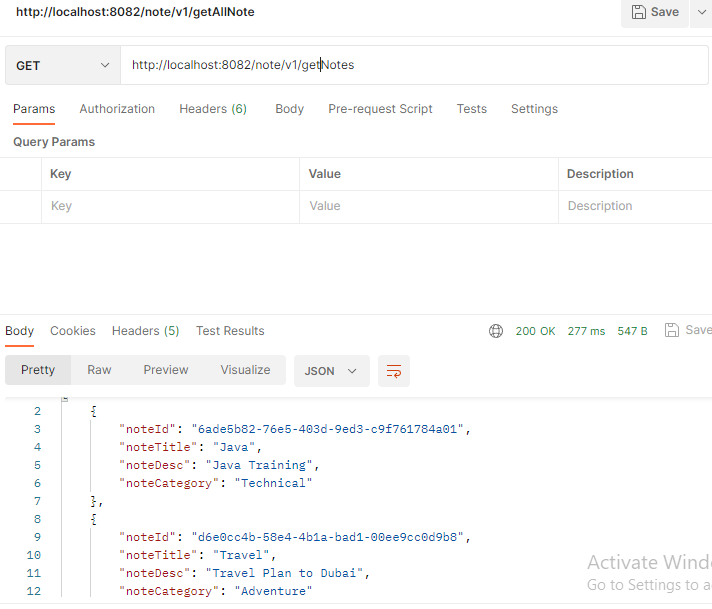 http://localhost:8082/note/v1/getAllNote
Save
GET
http://localhost:8082/note/v1/getNotes
Params Authorization Headers (6) Body Pre-request Script Tests Settings
Query Params
Key Value Description
Key Value Description
Body Cookies Headers (5) Test Results 200 OK 277 ms 547 B Save
Pretty Raw Preview Visualize JSON
2 {
3 "noteId": "6ade5b82-76e5-403d-9ed3-c9f761784a01",
4 "noteTitle": "Java",
5 "noteDesc": "Java Training",
6 "noteCategory": "Technical"
7 },
8 {
9 "noteId": "d6e0cc4b-58e4-4b1a-bad1-00ee9cc0d9b8",
10 "noteTitle": "Travel",
11 "noteDesc": "Travel Plan to Dubai",
12 "noteCategory": "Adventure"
Activate Wind
Go to Settings to a